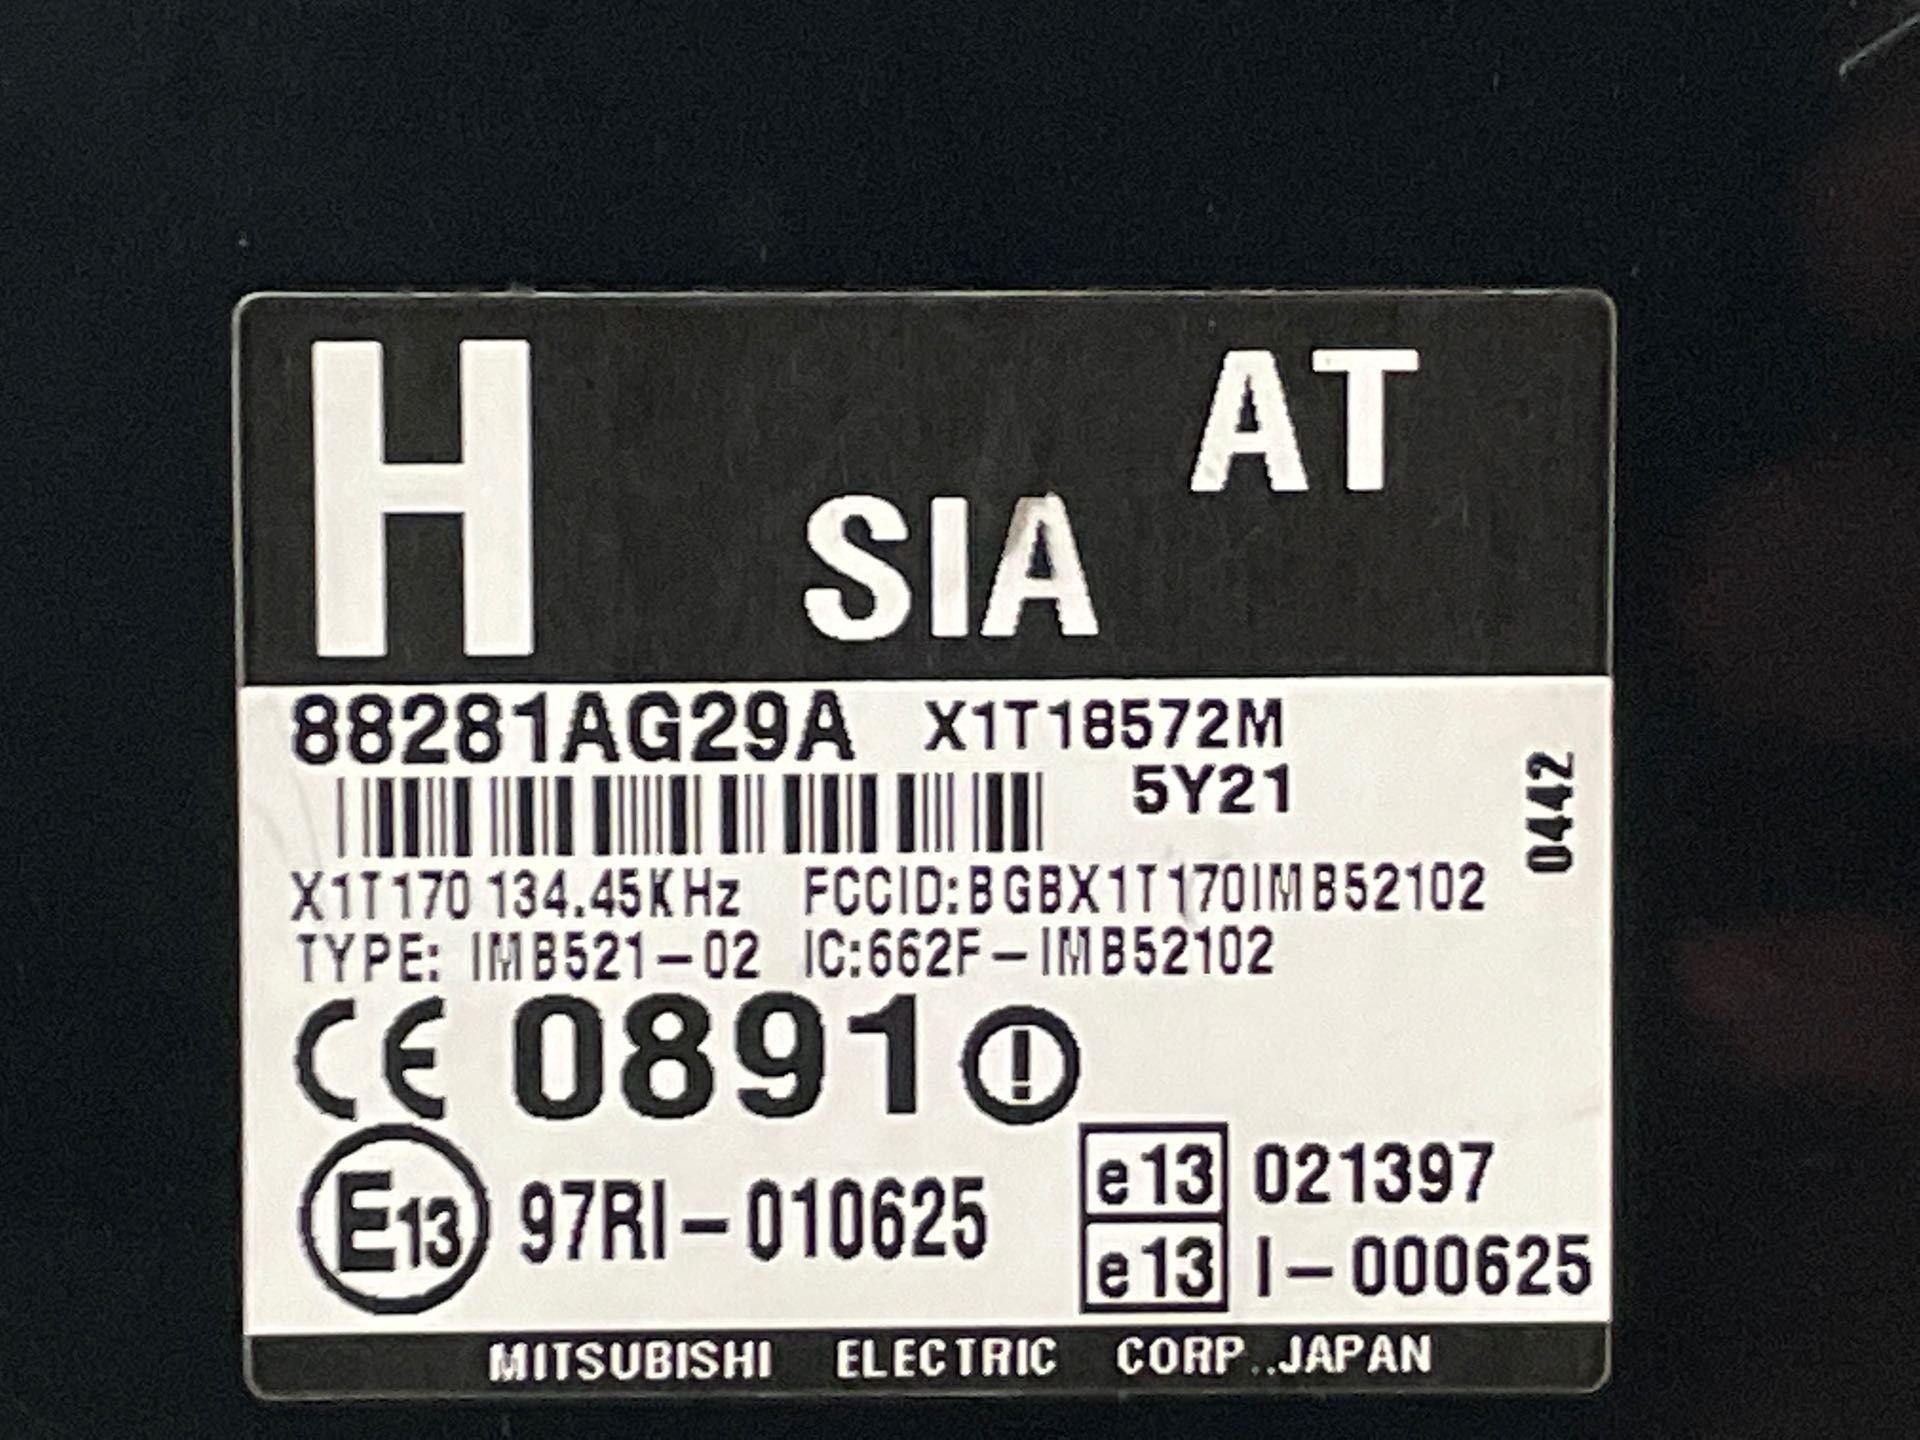 H
AT
SIA
88281AG29A X1T18572M
5Y21
0442
X1T170 134.45KHz FCCID:BGBX1T170IMB52102
TYPE: IMB521-02 IC:662F-IMB52102
CE 0891 !
E13 97RI-010625
e13 021397
e13 I-000625
MITSUBISHI ELECTRIC CORP..JAPAN